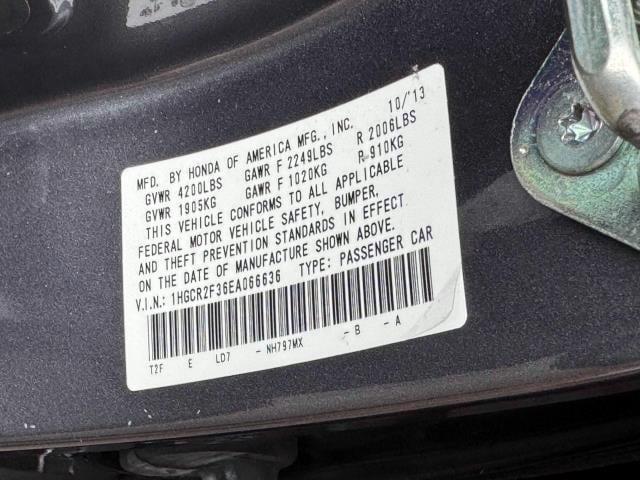 MFD. BY HONDA OF AMERICA MFG., INC. 10/'13
GVWR 4200LBS GAWR F 2249LBS R 2006LBS
GVWR 1905KG GAWR F 1020KG R 910KG
THIS VEHICLE CONFORMS TO ALL APPLICABLE
FEDERAL MOTOR VEHICLE SAFETY, BUMPER,
AND THEFT PREVENTION STANDARDS IN EFFECT
ON THE DATE OF MANUFACTURE SHOWN ABOVE.
V.I.N.: 1HGCR2F36EA066636 TYPE: PASSENGER CAR
T2F E LD7 - NH797MX - B - A